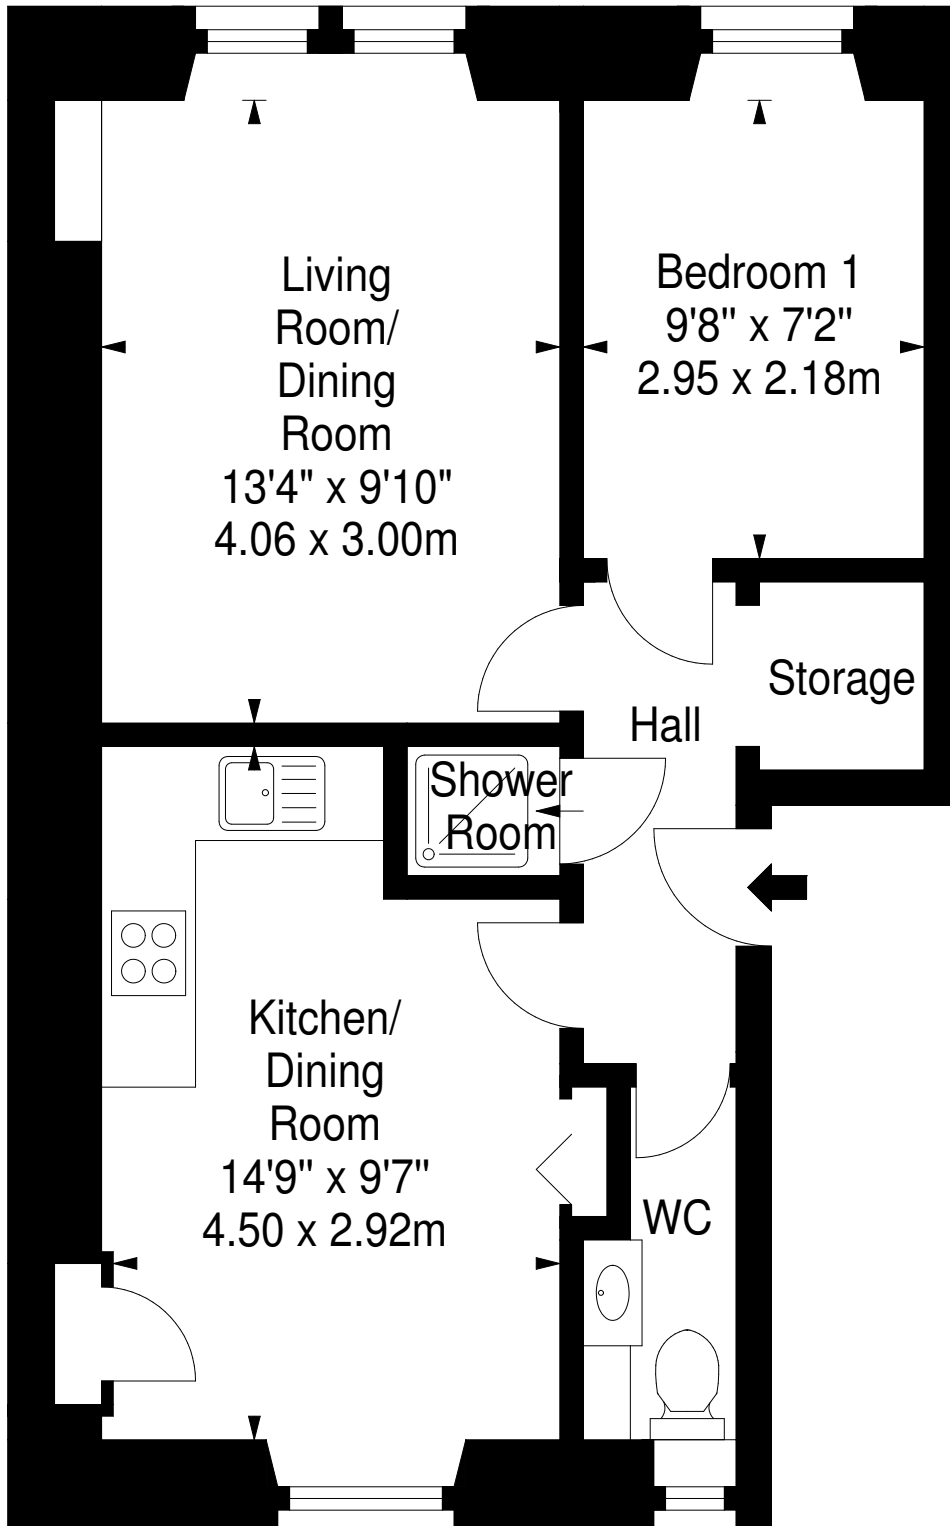 Living
Room/
Dining
Room
13'4" x 9'10"
4.06 x 3.00m
Bedroom 1
9'8" x 7'2"
2.95 x 2.18m
Storage
Hall
Shower
Room
Kitchen/
Dining
Room
14'9" x 9'7"
4.50 x 2.92m
WC